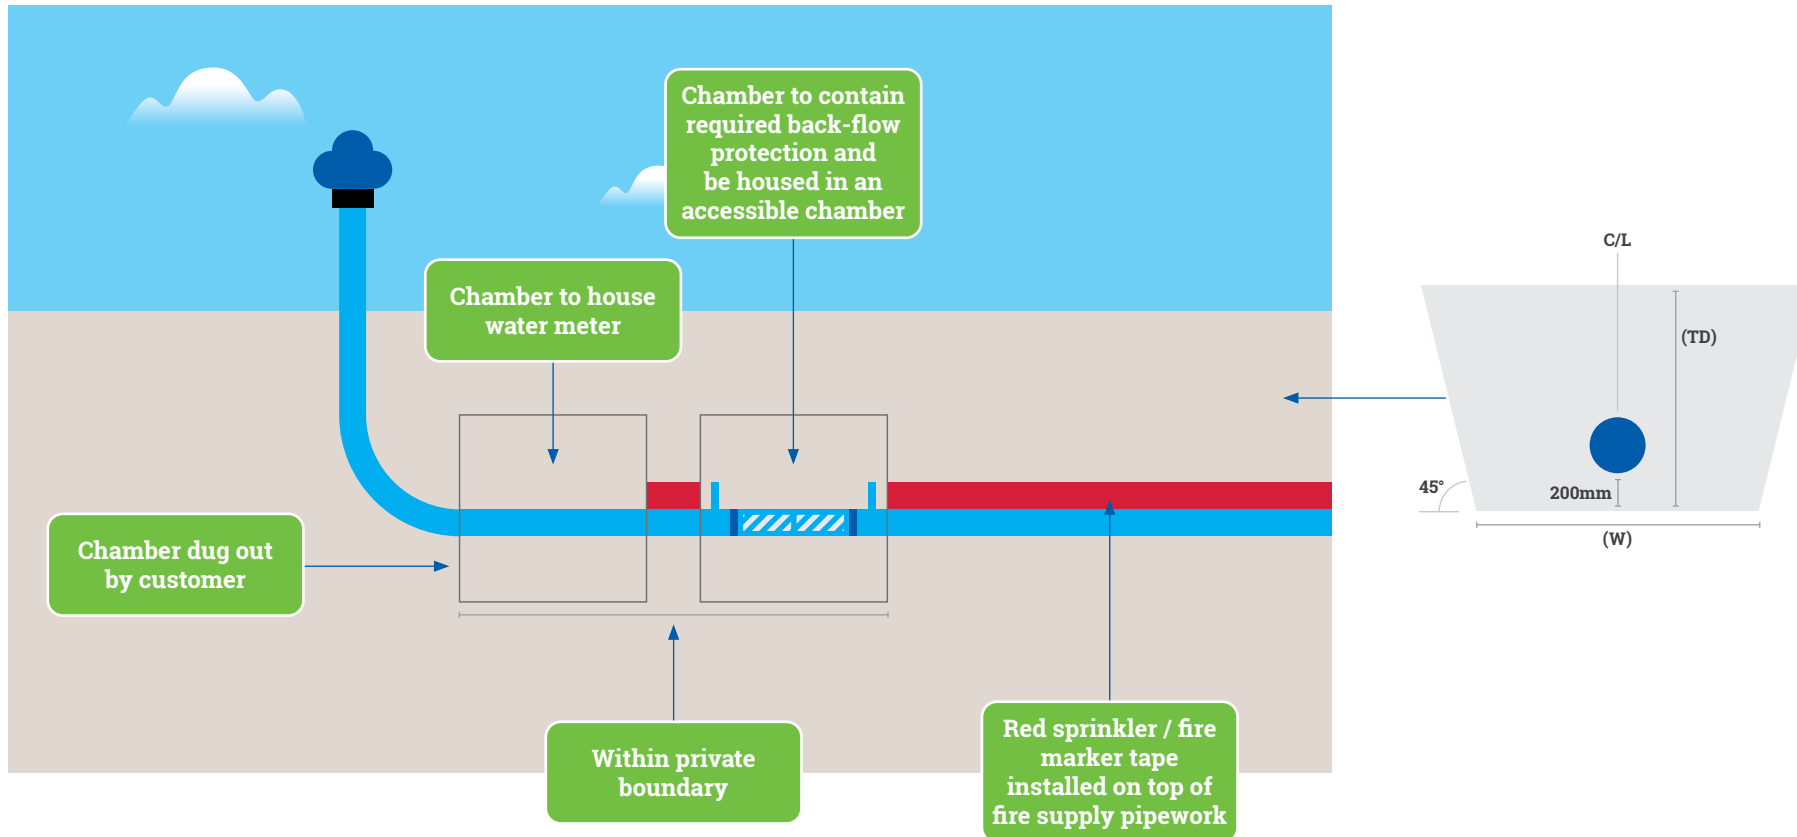 Chamber to contain
required back-flow
protection and
be housed in an
accessible chamber
Chamber to house
water meter
Chamber dug out
by customer
Within private
boundary
Red sprinkler / fire
marker tape
installed on top of
fire supply pipework
C/L
(TD)
45°
200mm
(W)